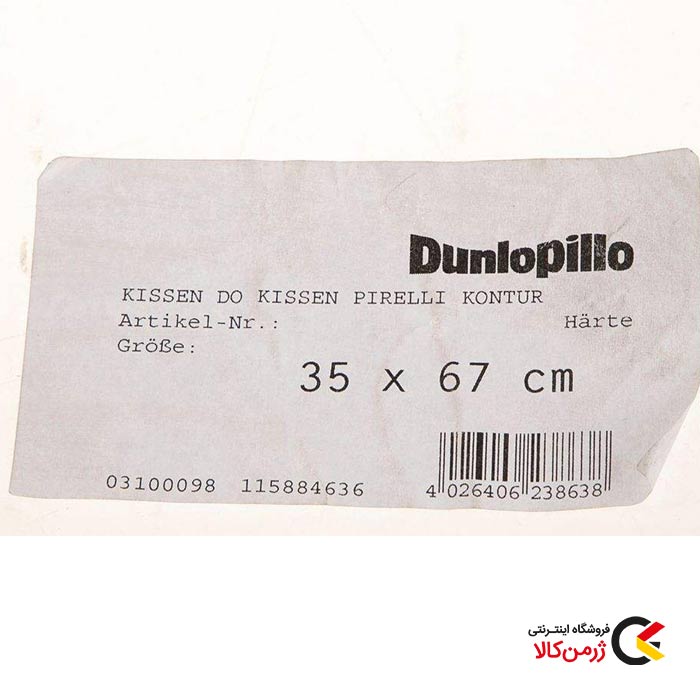 Dunlopillo
KISSEN DO KISSEN PIRELLI KONTUR
Artikel-Nr.: Härte
Größe:
35 x 67 cm
03100098 115884636 4 026406 238638
فروشگاه اینترنتی
ژرمن‌کالا